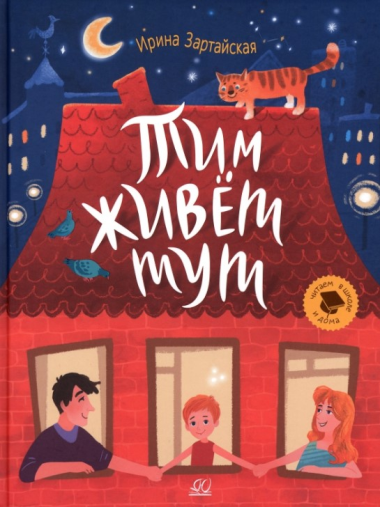 Ирина Зартайская
Тим
живёт
тут
Читаем в школе
и дома